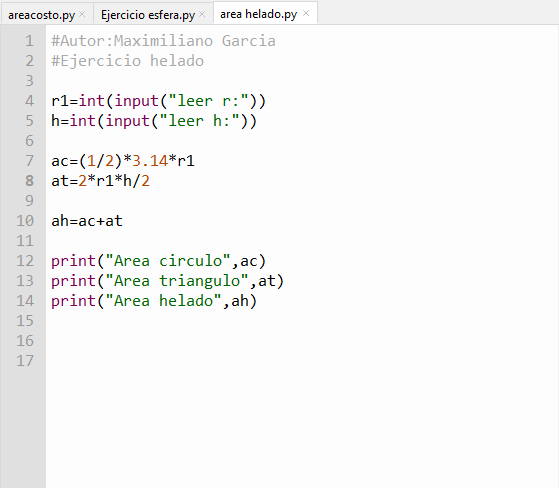 areacosto.py × Ejercicio esfera.py × area helado.py ×
1 #Autor:Maximiliano Garcia
2 #Ejercicio helado
3
4 r1=int(input("leer r:"))
5 h=int(input("leer h:"))
6
7 ac=(1/2)*3.14*r1
8 at=2*r1*h/2
9
10 ah=ac+at
11
12 print("Area circulo",ac)
13 print("Area triangulo",at)
14 print("Area helado",ah)
15
16
17